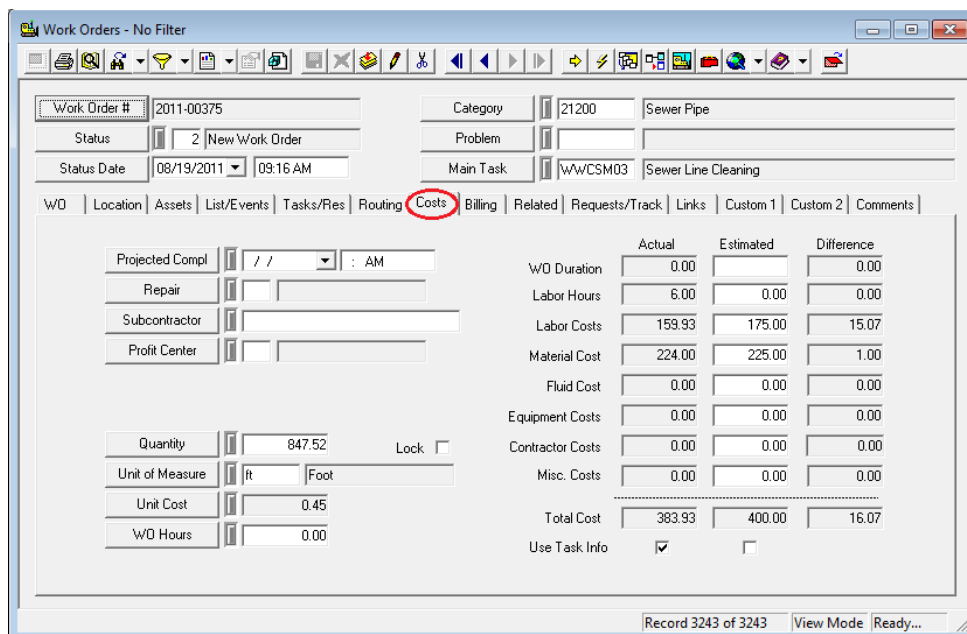 Work Orders - No Filter
Work Order # 2011-00375 Category 21200 Sewer Pipe
Status 2 New Work Order Problem
Status Date 08/19/2011 09:16 AM Main Task WWCSM03 Sewer Line Cleaning
WO Location Assets List/Events Tasks/Res Routing Costs Billing Related Requests/Track Links Custom 1 Custom 2 Comments
Actual Estimated Difference
Projected Compl / / : AM
WO Duration 0.00 0.00
Repair
Labor Hours 6.00 0.00 0.00
Subcontractor
Labor Costs 159.93 175.00 15.07
Profit Center
Material Cost 224.00 225.00 1.00
Fluid Cost 0.00 0.00 0.00
Equipment Costs 0.00 0.00 0.00
Quantity 847.52 Lock
Contractor Costs 0.00 0.00 0.00
Unit of Measure ft Foot
Misc. Costs 0.00 0.00 0.00
Unit Cost 0.45
Total Cost 383.93 400.00 16.07
WO Hours 0.00
Use Task Info
Record 3243 of 3243 View Mode Ready...